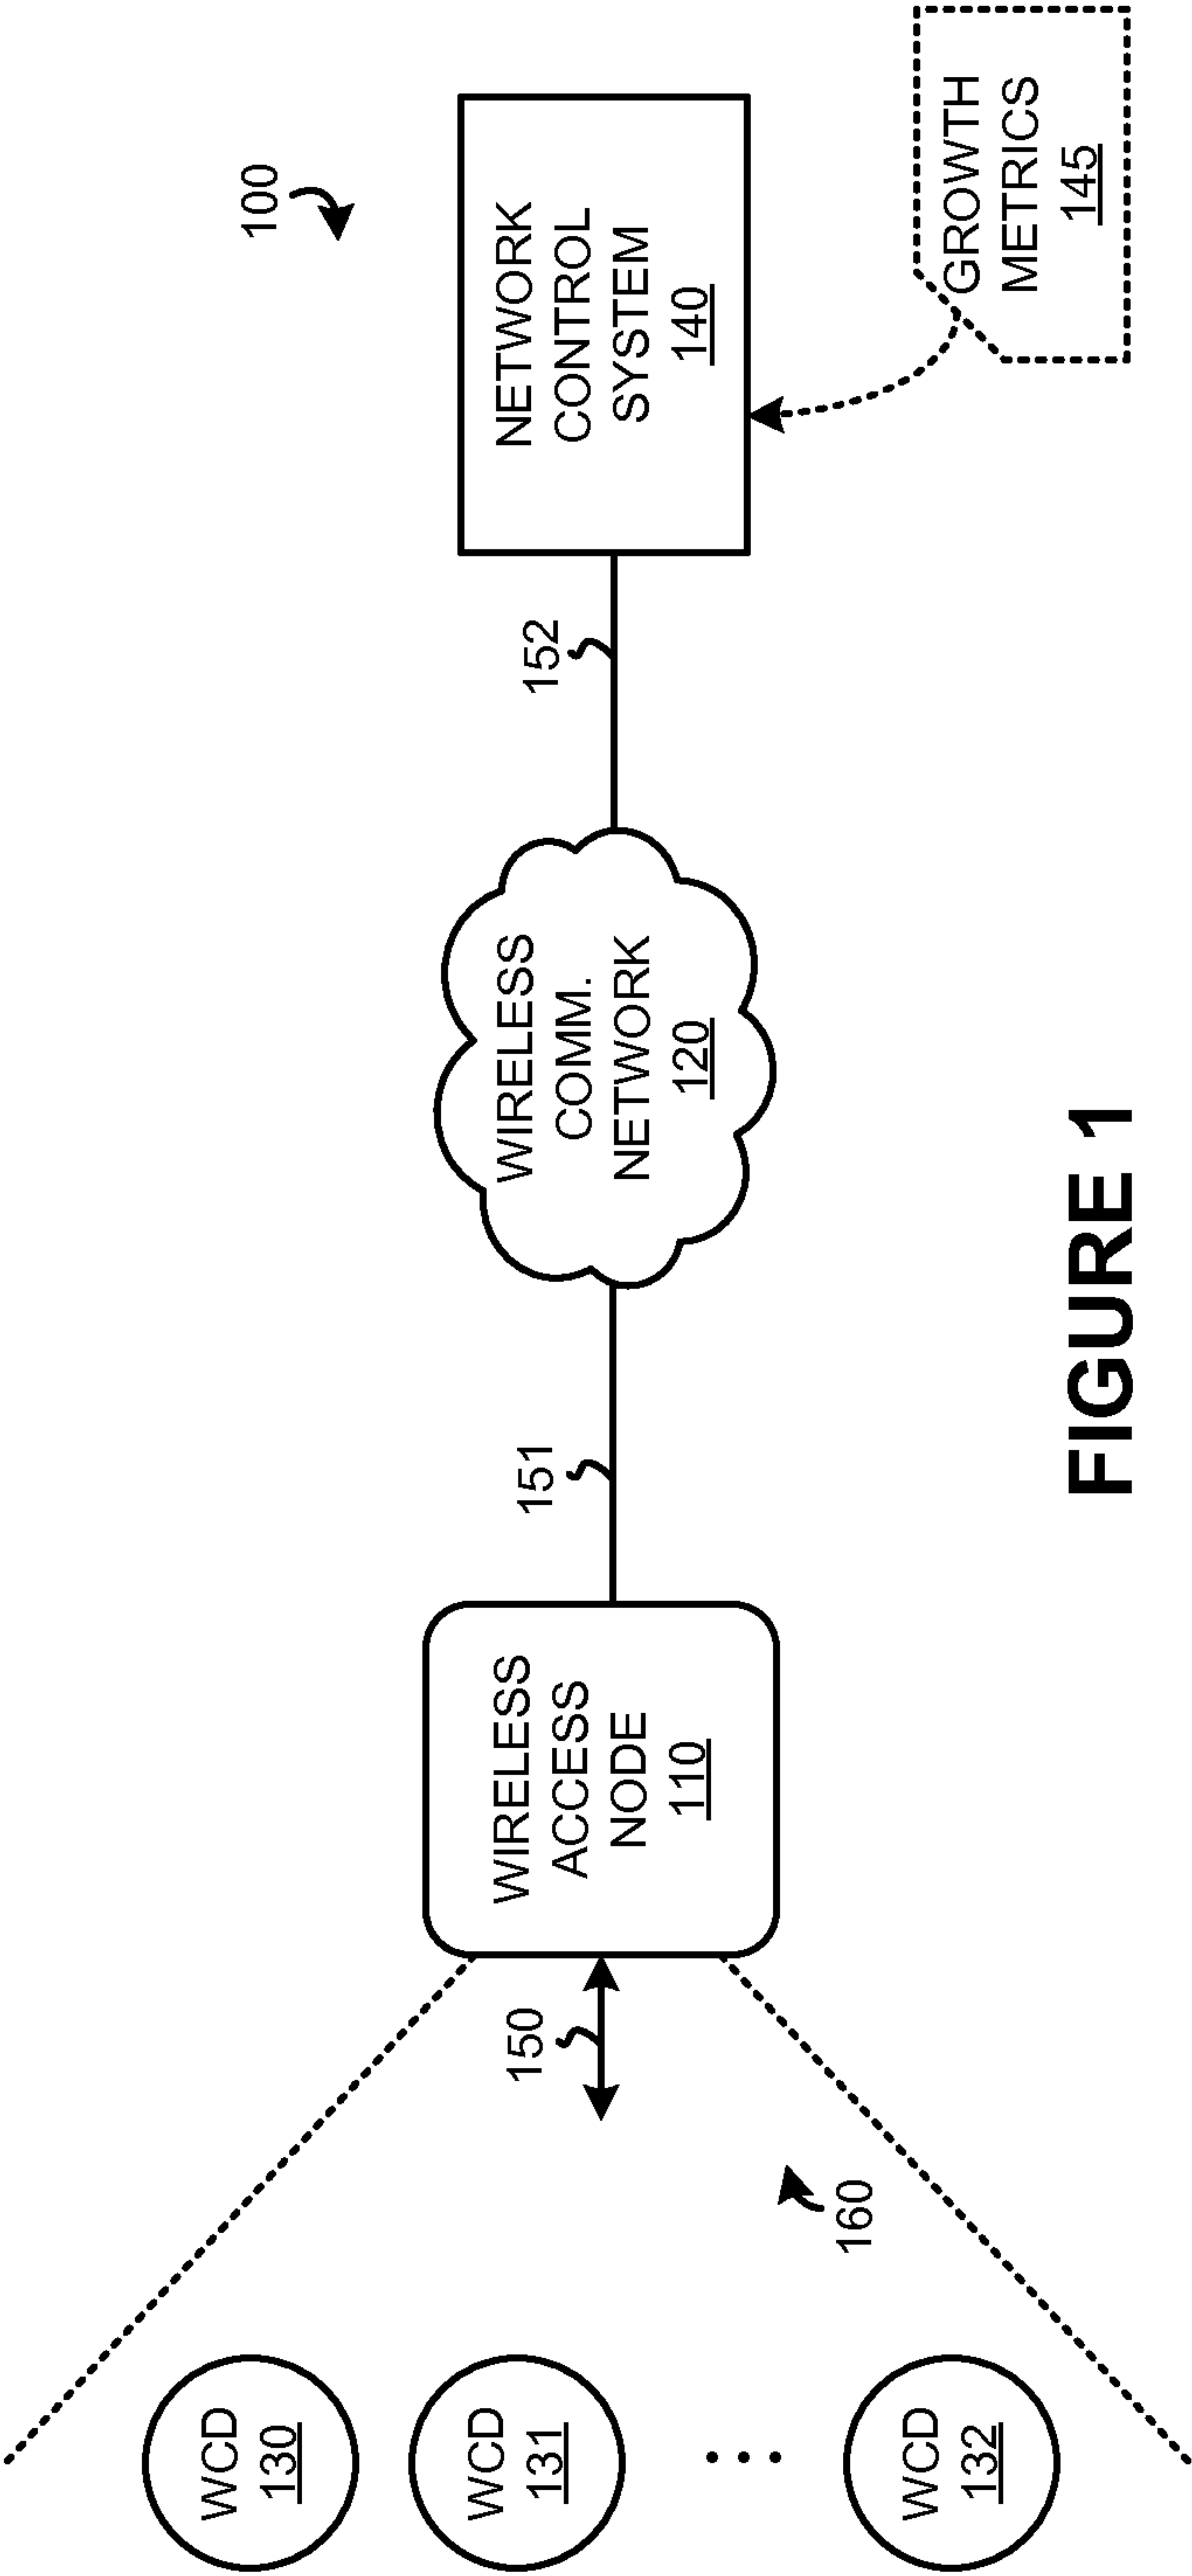 100
WCD
130
WCD
131
WCD
132
150
160
WIRELESS
ACCESS
NODE
110
151
WIRELESS
COMM.
NETWORK
120
152
NETWORK
CONTROL
SYSTEM
140
GROWTH
METRICS
145
FIGURE 1